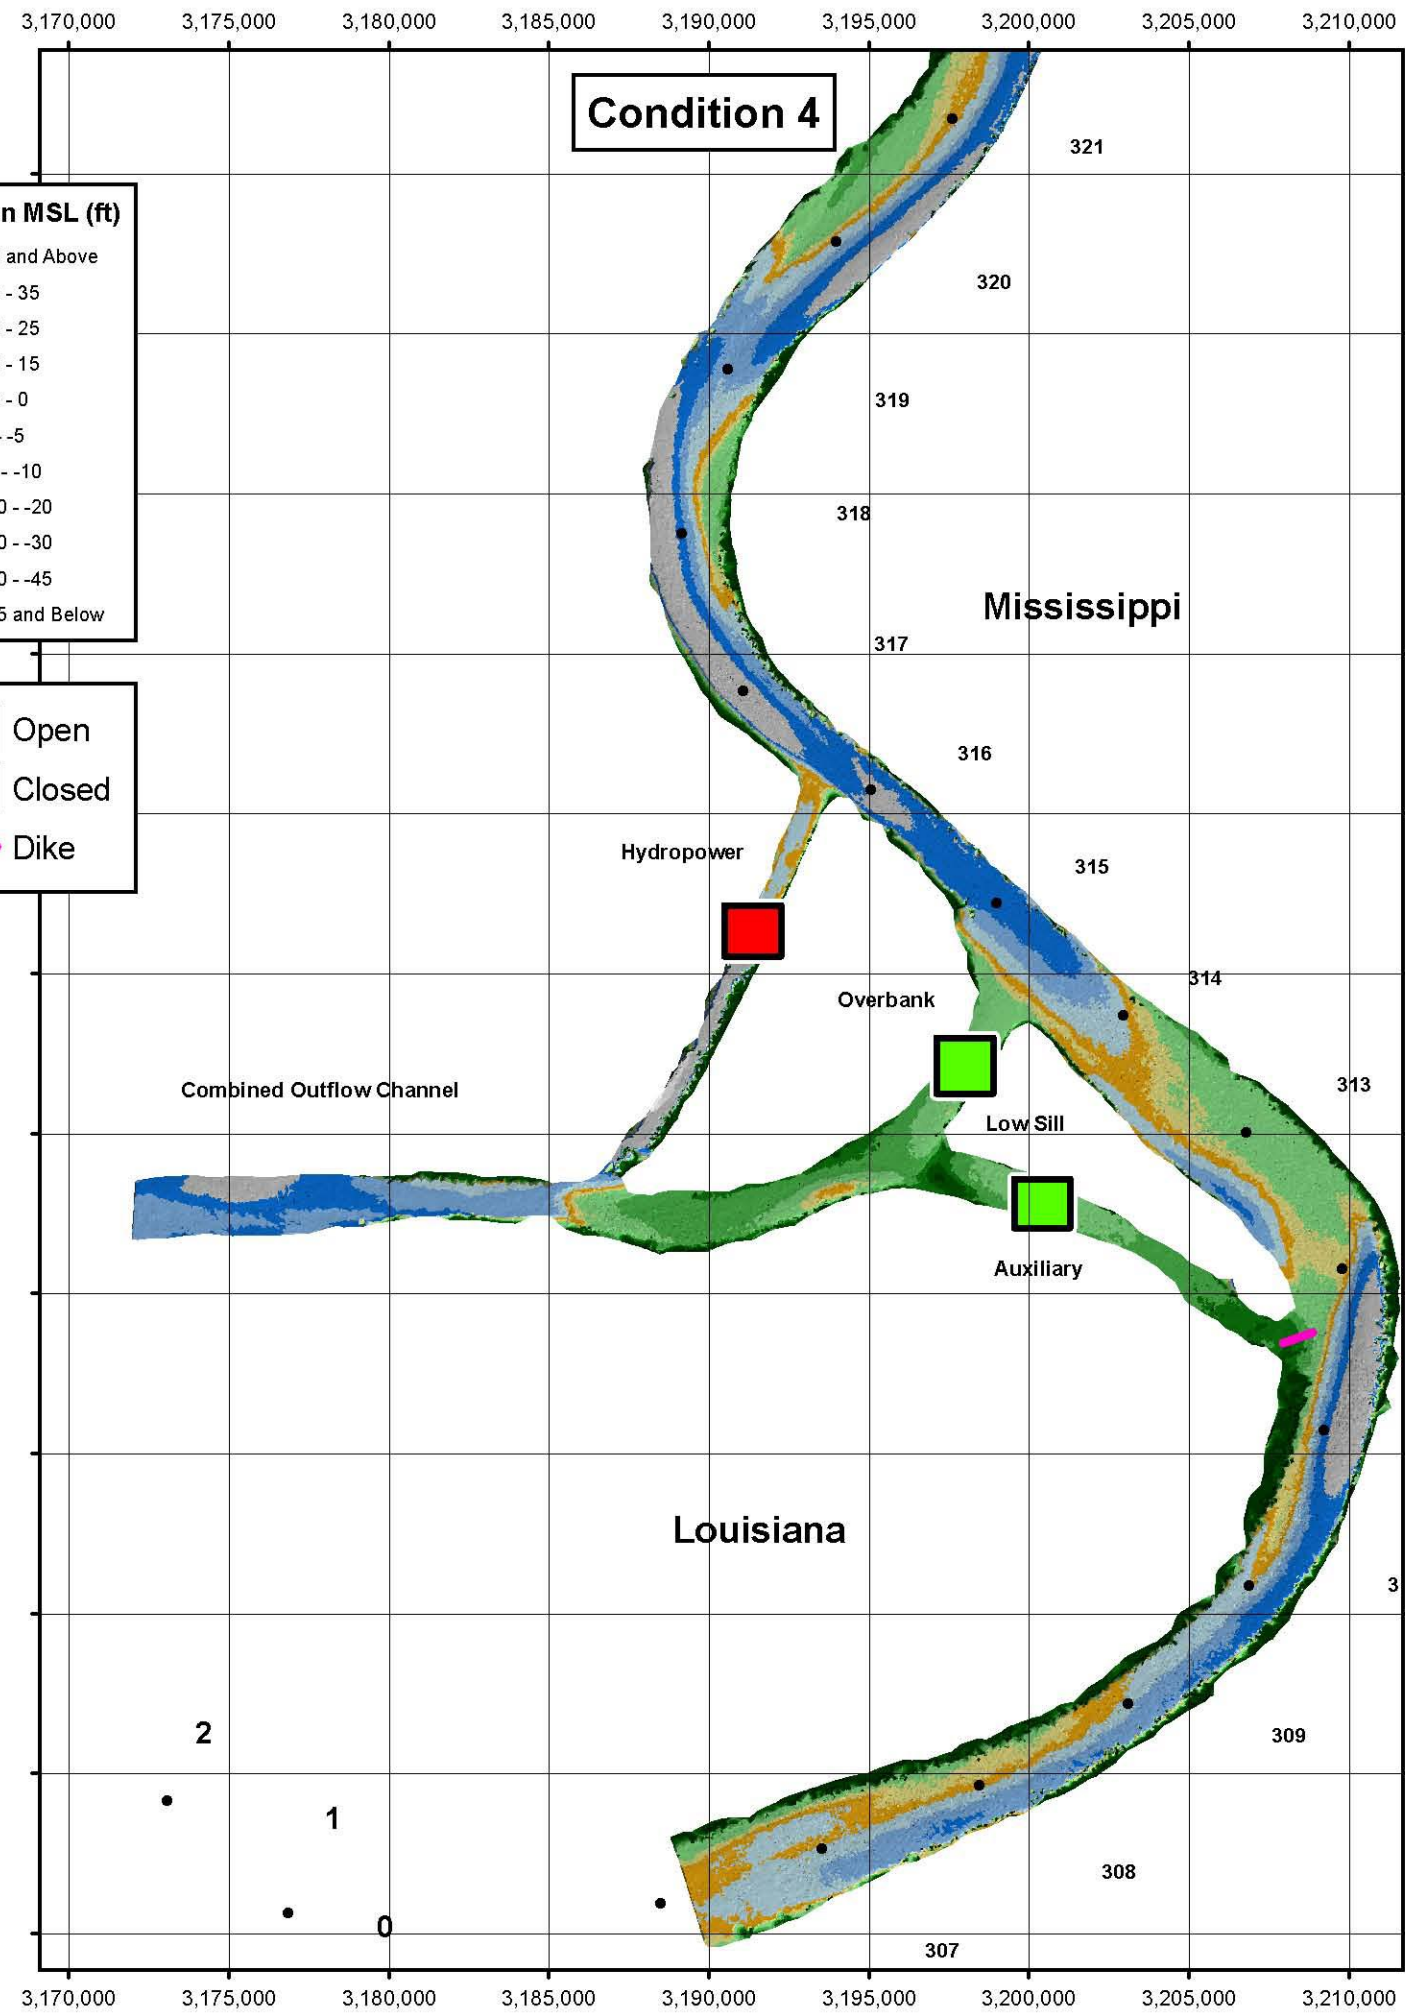 3,170,000 3,175,000 3,180,000 3,185,000 3,190,000 3,195,000 3,200,000 3,205,000 3,210,000
Condition 4
321
n MSL (ft)
and Above
- 35
- 25
- 15
- 0
- -5
- -10
0 - -20
0 - -30
0 - -45
5 and Below
320
319
318
Mississippi
317
Open
Closed
Dike
316
Hydropower
315
314
Overbank
Combined Outflow Channel
313
Low Sill
Auxiliary
Louisiana
3
2
309
1
308
0
307
3,170,000 3,175,000 3,180,000 3,185,000 3,190,000 3,195,000 3,200,000 3,205,000 3,210,000